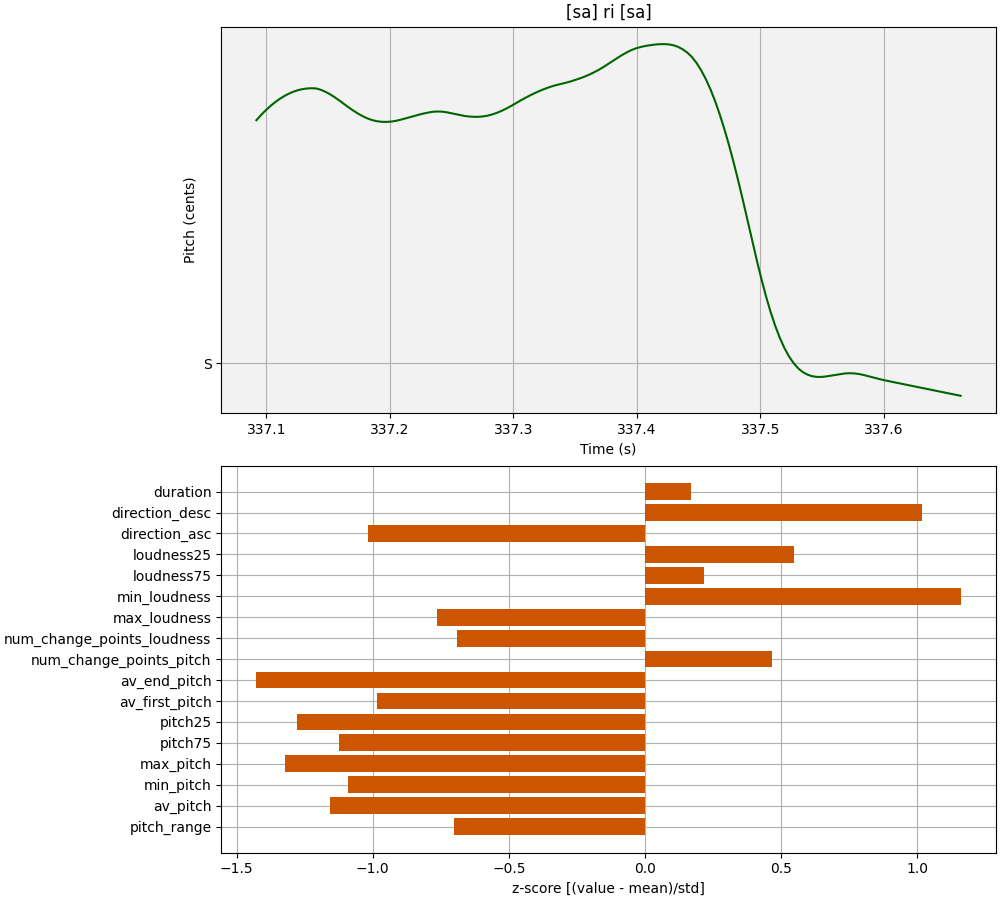 [sa] ri [sa]
Pitch (cents)
S
337.1 337.2 337.3 337.4 337.5 337.6
Time (s)
duration
direction_desc
direction_asc
loudness25
loudness75
min_loudness
max_loudness
num_change_points_loudness
num_change_points_pitch
av_end_pitch
av_first_pitch
pitch25
pitch75
max_pitch
min_pitch
av_pitch
pitch_range
−1.5 −1.0 −0.5 0.0 0.5 1.0
z-score [(value - mean)/std]